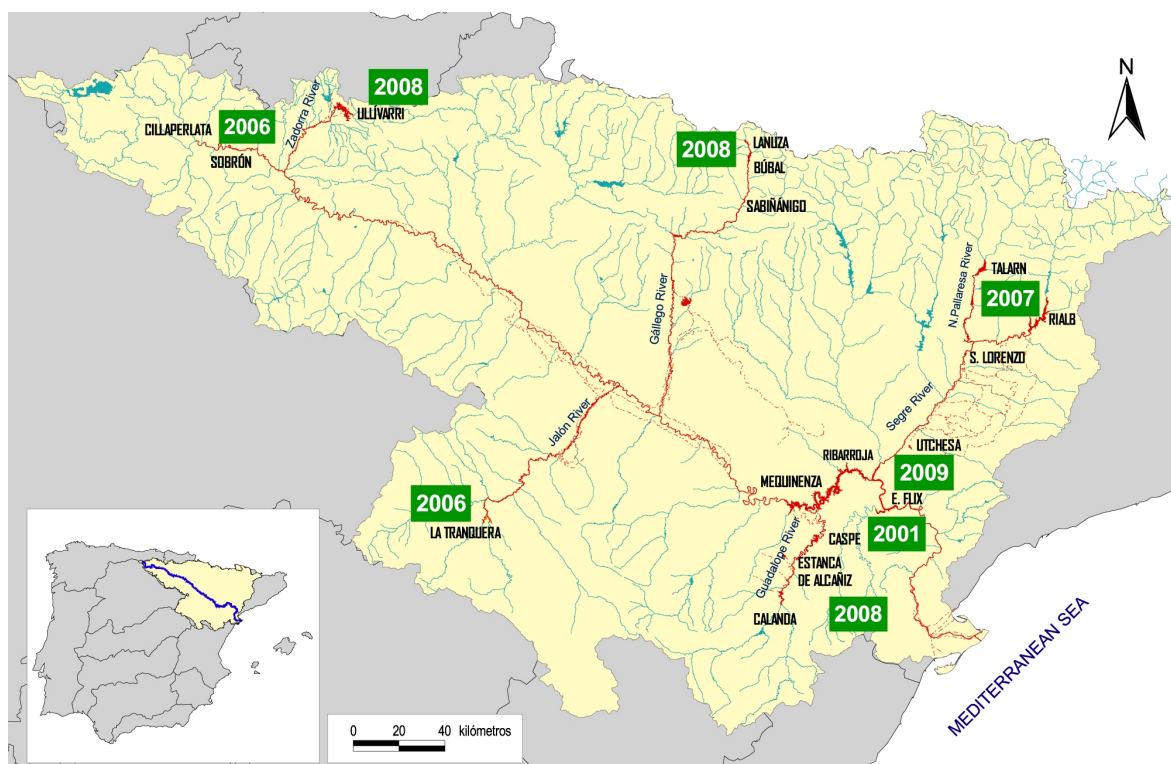 N
2008
ULLÍVARRI
Zadorra River
2006
CILLAPERLATA
SOBRÓN
2008
LANUZA
BÚBAL
SABIÑÁNIGO
Gállego River
N.Pallaresa River
TALARN
2007
RIALB
S. LORENZO
Segre River
UTCHESA
Jalón River
RIBARROJA
MEQUINENZA
2009
E. FLIX
2001
2006
LA TRANQUERA
Guadalope River
CASPE
ESTANCA
DE ALCAÑIZ
CALANDA
2008
MEDITERRANEAN SEA
0 20 40 kilómetros